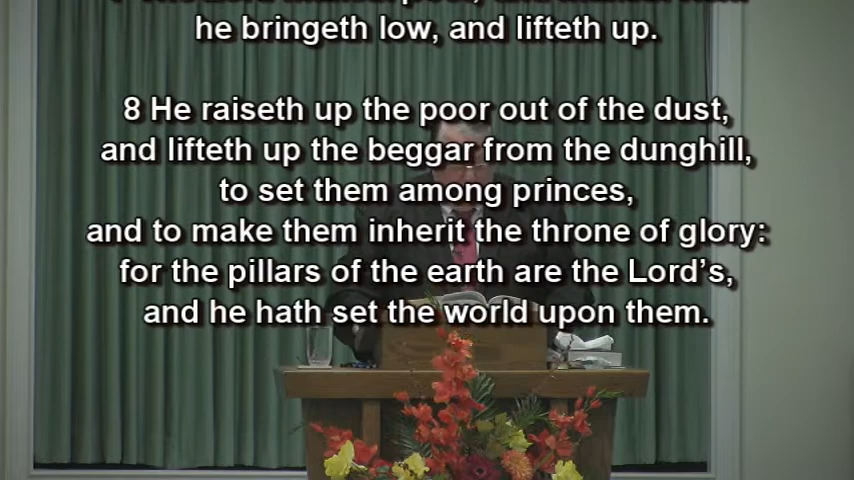 he bringeth low, and lifteth up.
8 He raiseth up the poor out of the dust,
and lifteth up the beggar from the dunghill,
to set them among princes,
and to make them inherit the throne of glory:
for the pillars of the earth are the Lord’s,
and he hath set the world upon them.